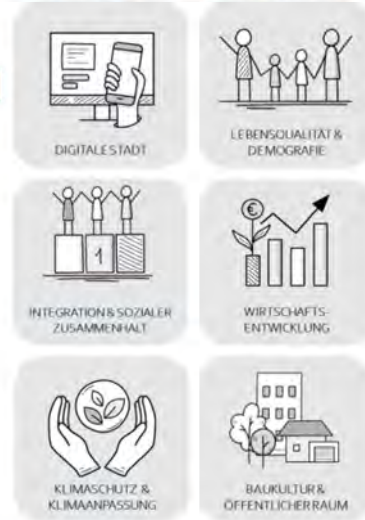 DIGITALE STADT
LEBENSQUALITÄT &
DEMOGRAFIE
1
INTEGRATION & SOZIALER
ZUSAMMENHALT
€
WIRTSCHAFTS-
ENTWICKLUNG
KLIMASCHUTZ &
KLIMAANPASSUNG
BAUKULTUR &
ÖFFENTLICHER RAUM